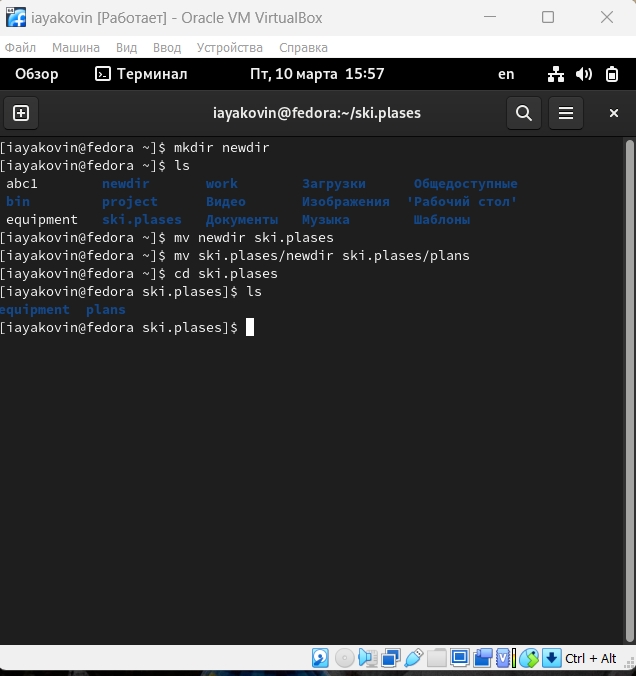 iayakovin [Работает] - Oracle VM VirtualBox
Файл Машина Вид Ввод Устройства Справка
Обзор Терминал Пт, 10 марта 15:57 en
iayakovin@fedora:~/ski.plases
[iayakovin@fedora ~]$ mkdir newdir
[iayakovin@fedora ~]$ ls
abc1 newdir work Загрузки Общедоступные
bin project Видео Изображения 'Рабочий стол'
equipment ski.plases Документы Музыка Шаблоны
[iayakovin@fedora ~]$ mv newdir ski.plases
[iayakovin@fedora ~]$ mv ski.plases/newdir ski.plases/plans
[iayakovin@fedora ~]$ cd ski.plases
[iayakovin@fedora ski.plases]$ ls
equipment plans
[iayakovin@fedora ski.plases]$
Ctrl + Alt